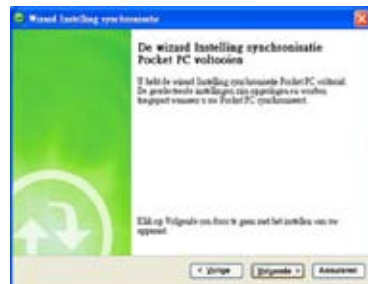 Wizard Instelling synchronisatie
De wizard Instelling synchronisatie
Pocket PC voltooien
U hebt de wizard Instelling synchronisatie Pocket PC voltooid.
De geselecteerde instellingen zijn opgeslagen en worden
toegepast wanneer u uw Pocket PC synchroniseert.
Klik op Volgende om door te gaan met het instellen van uw
apparaat.
< Vorige
Volgende >
Annuleren